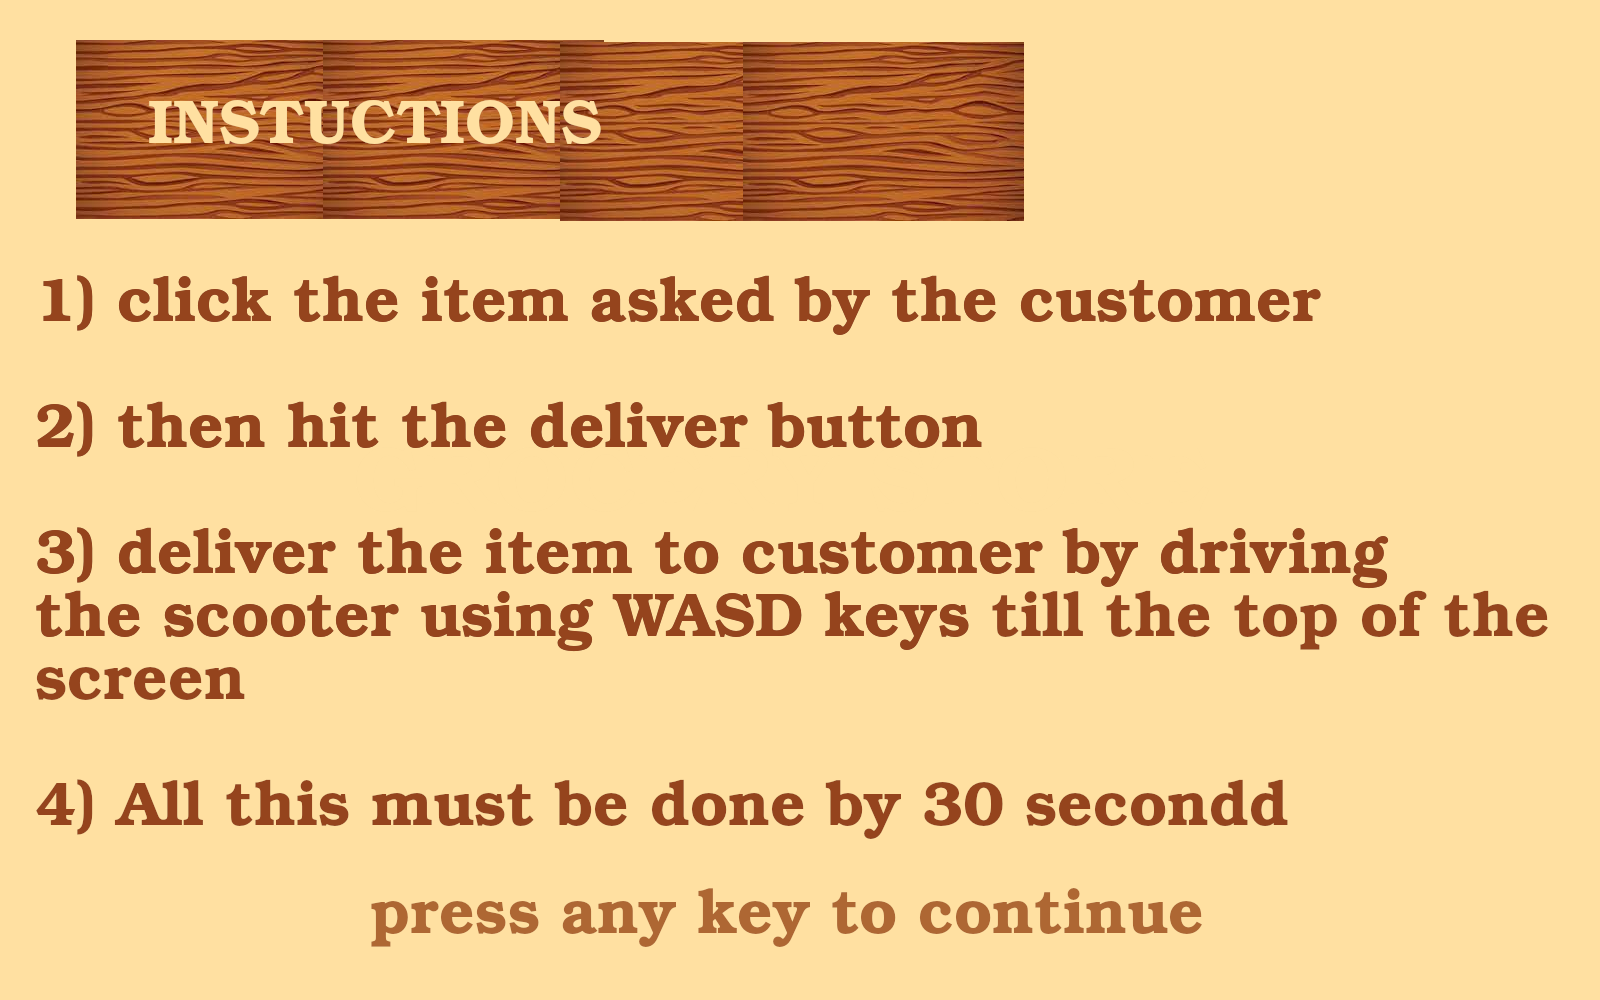 INSTUCTIONS
1) click the item asked by the customer
2) then hit the deliver button
3) deliver the item to customer by driving
the scooter using WASD keys till the top of the
screen
4) All this must be done by 30 secondd
press any key to continue